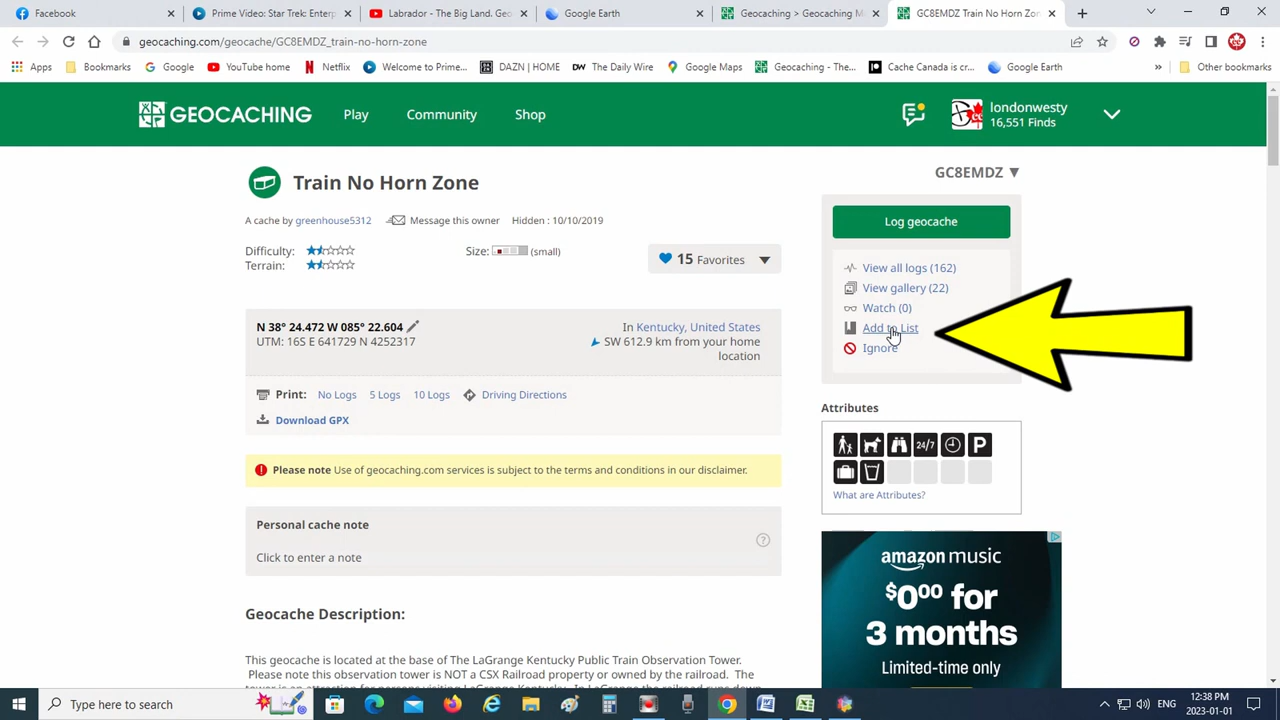 Facebook
Prime Video: Star Trek: Enterp
Labrador - The Big Land. Geoc
Google Earth
Geocaching > Geocaching M
GC8EMDZ Train No Horn Zon
geocaching.com/geocache/GC8EMDZ_train-no-horn-zone
Apps
Bookmarks
Google
YouTube home
Netflix
Welcome to Prime...
DAZN | HOME
DW The Daily Wire
Google Maps
Geocaching - The...
Cache Canada is cr...
Google Earth
»
Other bookmarks
GEOCACHING
Play
Community
Shop
londonwesty
16,551 Finds
Train No Horn Zone
GC8EMDZ ▼
A cache by greenhouse5312
Message this owner
Hidden : 10/10/2019
Log geocache
Difficulty:
Size:
(small)
15 Favorites
Terrain:
View all logs (162)
View gallery (22)
Watch (0)
Add to List
Ignore
N 38° 24.472 W 085° 22.604
In Kentucky, United States
UTM: 16S E 641729 N 4252317
SW 612.9 km from your home
location
Print:
No Logs
5 Logs
10 Logs
Driving Directions
Download GPX
Attributes
24/7
P
What are Attributes?
Please note Use of geocaching.com services is subject to the terms and conditions in our disclaimer.
Personal cache note
?
Click to enter a note
amazon music
$0.00 for
3 months
Limited-time only
Geocache Description:
This geocache is located at the base of The LaGrange Kentucky Public Train Observation Tower.
Please note this observation tower is NOT a CSX Railroad property or owned by the railroad. The
Type here to search
ENG
12:38 PM
2023-01-01